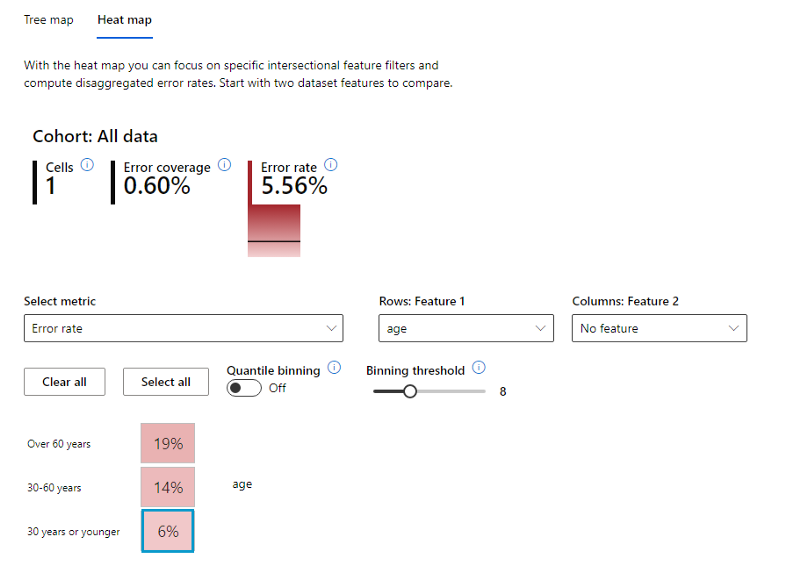 Tree map Heat map
With the heat map you can focus on specific intersectional feature filters and
compute disaggregated error rates. Start with two dataset features to compare.
Cohort: All data
Cells Error coverage Error rate
1 0.60% 5.56%
Select metric Rows: Feature 1 Columns: Feature 2
Error rate age No feature
Clear all Select all Quantile binning Off Binning threshold 8
Over 60 years 19%
30-60 years 14% age
30 years or younger 6%